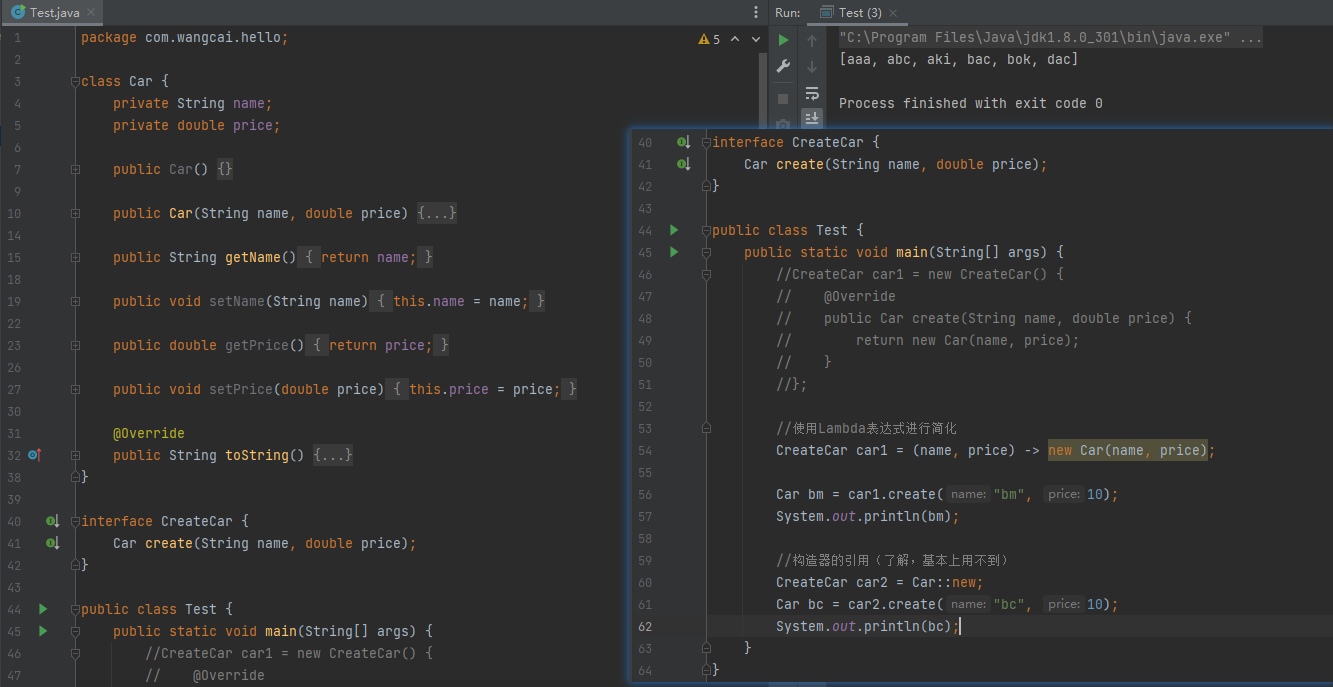 Test.java
1 package com.wangcai.hello;
2
3 class Car {
4 private String name;
5 private double price;
6
7 public Car() {}
9
10 public Car(String name, double price) {...}
14
15 public String getName() { return name; }
18
19 public void setName(String name) { this.name = name; }
22
23 public double getPrice() { return price; }
26
27 public void setPrice(double price) { this.price = price; }
30
31 @Override
32 public String toString() {...}
38 }
39
40 interface CreateCar {
41 Car create(String name, double price);
42 }
43
44 public class Test {
45 public static void main(String[] args) {
46 //CreateCar car1 = new CreateCar() {
47 // @Override
5
Run: Test (3)
"C:\Program Files\Java\jdk1.8.0_301\bin\java.exe" ...
[aaa, abc, aki, bac, bok, dac]
Process finished with exit code 0
40 interface CreateCar {
41 Car create(String name, double price);
42 }
43
44 public class Test {
45 public static void main(String[] args) {
46 //CreateCar car1 = new CreateCar() {
47 // @Override
48 // public Car create(String name, double price) {
49 // return new Car(name, price);
50 // }
51 //};
52
53 //使用Lambda表达式进行简化
54 CreateCar car1 = (name, price) -> new Car(name, price);
55
56 Car bm = car1.create( name: "bm", price: 10);
57 System.out.println(bm);
58
59 //构造器的引用（了解，基本上用不到）
60 CreateCar car2 = Car::new;
61 Car bc = car2.create( name: "bc", price: 10);
62 System.out.println(bc);
63 }
64 }